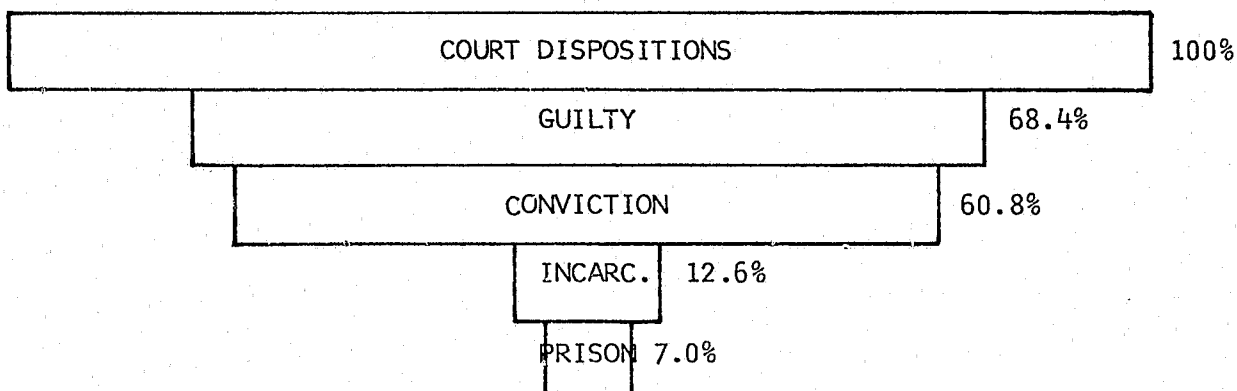 COURT DISPOSITIONS 100%
GUILTY 68.4%
CONVICTION 60.8%
INCARC. 12.6%
PRISON 7.0%